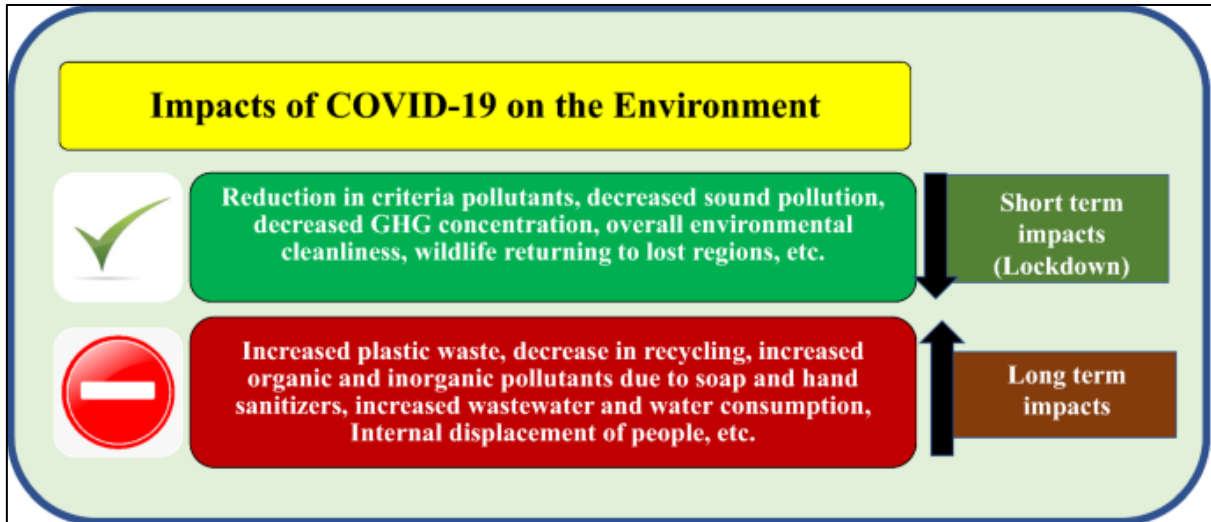 Impacts of COVID-19 on the Environment
Reduction in criteria pollutants, decreased sound pollution,
decreased GHG concentration, overall environmental
cleanliness, wildlife returning to lost regions, etc.
Short term
impacts
(Lockdown)
Increased plastic waste, decrease in recycling, increased
organic and inorganic pollutants due to soap and hand
sanitizers, increased wastewater and water consumption,
Internal displacement of people, etc.
Long term
impacts